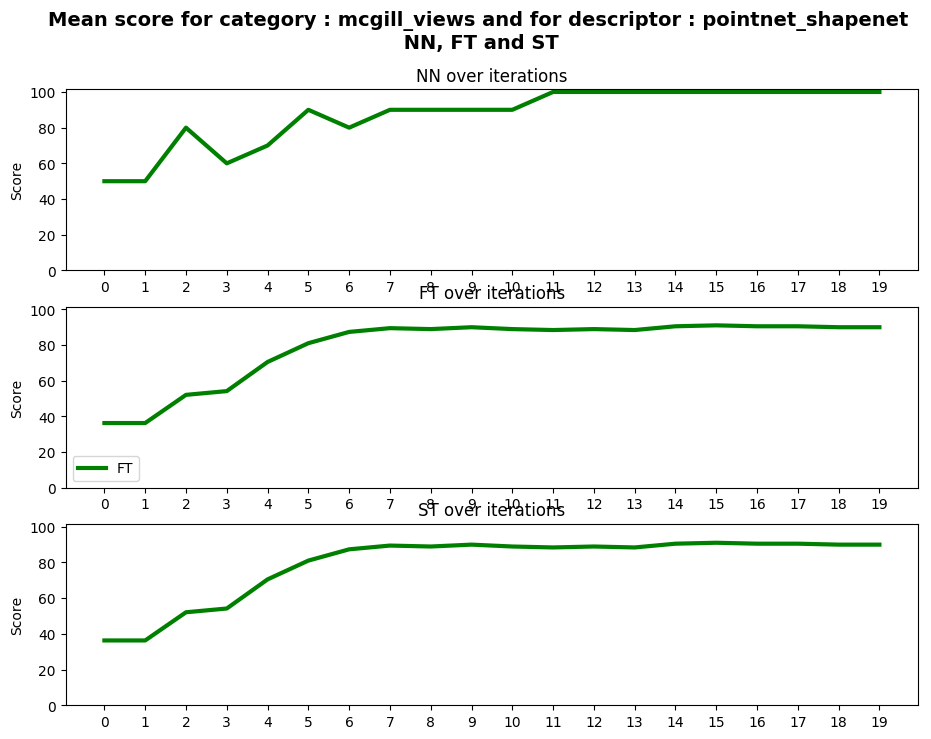 Mean score for category : mcgill_views and for descriptor : pointnet_shapenet
NN, FT and ST
NN over iterations
100
80
60
40
20
0
Score
0 1 2 3 4 5 6 7 8 9 10 11 12 13 14 15 16 17 18 19
FT over iterations
100
80
60
40
20
0
Score
FT
0 1 2 3 4 5 6 7 8 9 10 11 12 13 14 15 16 17 18 19
ST over iterations
100
80
60
40
20
0
Score
0 1 2 3 4 5 6 7 8 9 10 11 12 13 14 15 16 17 18 19